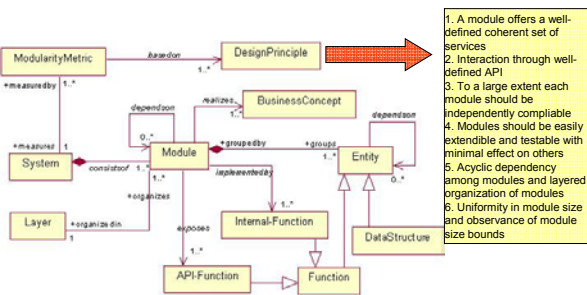 ModularityMetric
basedon
1..*
DesignPrinciple
+measuredby
1..*
dependson
0..*
realizes
1..*
BusinessConcept
dependson
0..*
+measures
1
System
consistsof
1..*
Module
1..*
+groupedby
+groups
1..*
Entity
+organizes
1..*
implementedby
1..*
Layer
+organizedin
1
exposes
1..*
Internal-Function
DataStructure
API-Function
Function
1. A module offers a well-
defined coherent set of
services
2. Interaction through well-
defined API
3. To a large extent each
module should be
independently compliable
4. Modules should be easily
extendible and testable with
minimal effect on others
5. Acyclic dependency
among modules and layered
organization of modules
6. Uniformity in module size
and observance of module
size bounds